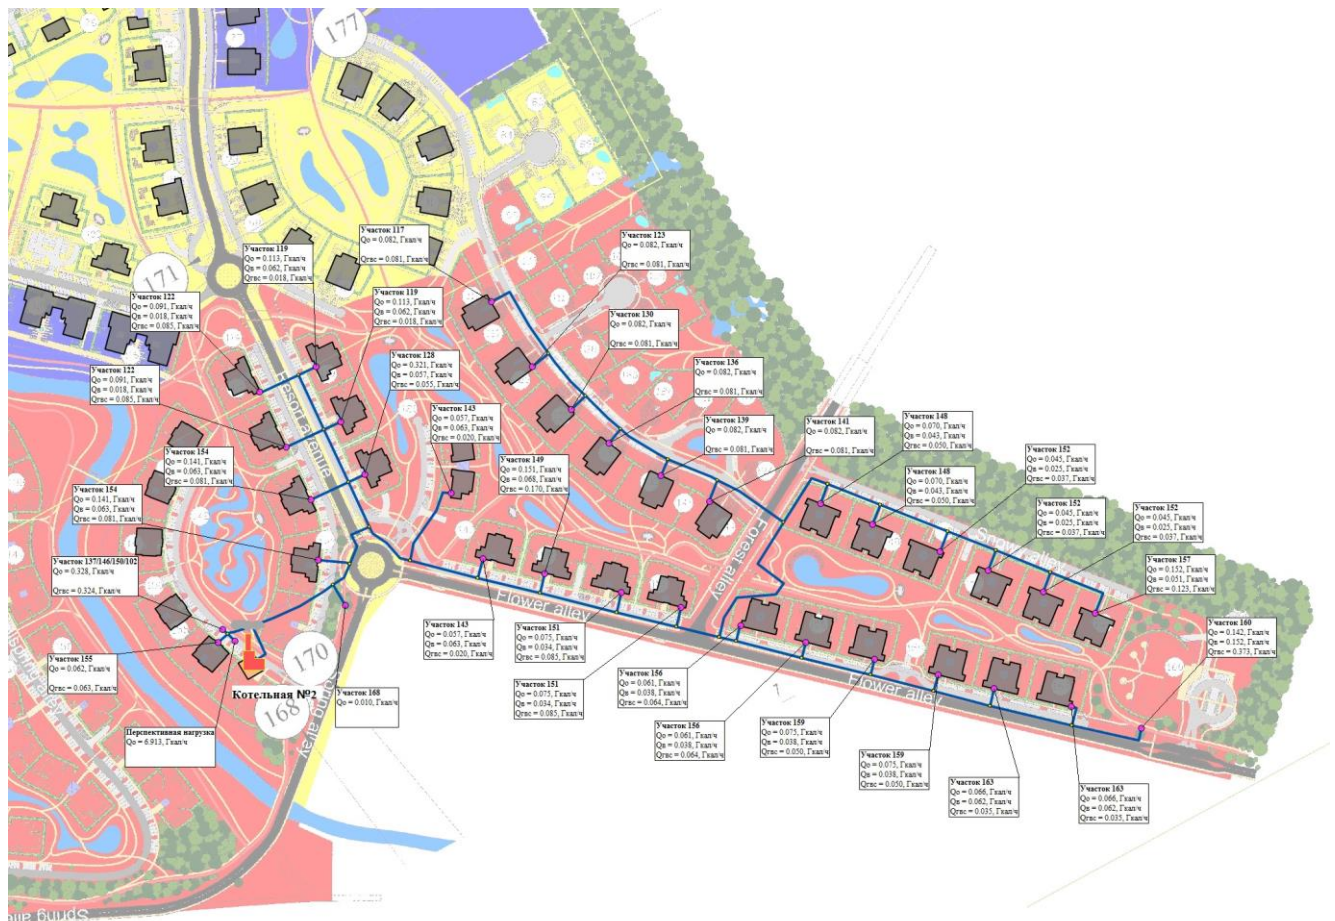 177
171
Участок 117
Qо = 0.082, Гкал/ч
Qгвс = 0.081, Гкал/ч
Участок 123
Qо = 0.082, Гкал/ч
Qгвс = 0.081, Гкал/ч
Участок 119
Qо = 0.113, Гкал/ч
Qв = 0.062, Гкал/ч
Qгвс = 0.018, Гкал/ч
Участок 122
Qо = 0.091, Гкал/ч
Qв = 0.018, Гкал/ч
Qгвс = 0.085, Гкал/ч
Участок 119
Qо = 0.113, Гкал/ч
Qв = 0.062, Гкал/ч
Qгвс = 0.018, Гкал/ч
Участок 130
Qо = 0.082, Гкал/ч
Qгвс = 0.081, Гкал/ч
Участок 122
Qо = 0.091, Гкал/ч
Qв = 0.018, Гкал/ч
Qгвс = 0.085, Гкал/ч
Участок 128
Qо = 0.321, Гкал/ч
Qв = 0.057, Гкал/ч
Qгвс = 0.055, Гкал/ч
Участок 136
Qо = 0.082, Гкал/ч
Qгвс = 0.081, Гкал/ч
Resort avenue
Участок 143
Qо = 0.057, Гкал/ч
Qв = 0.063, Гкал/ч
Qгвс = 0.020, Гкал/ч
Участок 139
Qо = 0.082, Гкал/ч
Qгвс = 0.081, Гкал/ч
Участок 141
Qо = 0.082, Гкал/ч
Qгвс = 0.081, Гкал/ч
Участок 148
Qо = 0.070, Гкал/ч
Qв = 0.043, Гкал/ч
Qгвс = 0.050, Гкал/ч
Участок 154
Qо = 0.141, Гкал/ч
Qв = 0.063, Гкал/ч
Qгвс = 0.081, Гкал/ч
Участок 149
Qо = 0.151, Гкал/ч
Qв = 0.068, Гкал/ч
Qгвс = 0.170, Гкал/ч
Участок 148
Qо = 0.070, Гкал/ч
Qв = 0.043, Гкал/ч
Qгвс = 0.050, Гкал/ч
Участок 152
Qо = 0.045, Гкал/ч
Qв = 0.025, Гкал/ч
Qгвс = 0.037, Гкал/ч
Участок 154
Qо = 0.141, Гкал/ч
Qв = 0.063, Гкал/ч
Qгвс = 0.081, Гкал/ч
Участок 152
Qо = 0.045, Гкал/ч
Qв = 0.025, Гкал/ч
Qгвс = 0.037, Гкал/ч
Участок 152
Qо = 0.045, Гкал/ч
Qв = 0.025, Гкал/ч
Qгвс = 0.037, Гкал/ч
Forest alley
Участок 137/146/150/102
Qо = 0.328, Гкал/ч
Qгвс = 0.324, Гкал/ч
Участок 157
Qо = 0.152, Гкал/ч
Qв = 0.051, Гкал/ч
Qгвс = 0.123, Гкал/ч
Flower alley
Участок 143
Qо = 0.057, Гкал/ч
Qв = 0.063, Гкал/ч
Qгвс = 0.020, Гкал/ч
Участок 151
Qо = 0.075, Гкал/ч
Qв = 0.034, Гкал/ч
Qгвс = 0.085, Гкал/ч
Участок 160
Qо = 0.142, Гкал/ч
Qв = 0.152, Гкал/ч
Qгвс = 0.373, Гкал/ч
Участок 155
Qо = 0.062, Гкал/ч
Qгвс = 0.063, Гкал/ч
170
Котельная №2
168
Участок 168
Qо = 0.010, Гкал/ч
Участок 151
Qо = 0.075, Гкал/ч
Qв = 0.034, Гкал/ч
Qгвс = 0.085, Гкал/ч
Участок 156
Qо = 0.061, Гкал/ч
Qв = 0.038, Гкал/ч
Qгвс = 0.064, Гкал/ч
Flower alley
Перспективная нагрузка
Qо = 6.913, Гкал/ч
Участок 156
Qо = 0.061, Гкал/ч
Qв = 0.038, Гкал/ч
Qгвс = 0.064, Гкал/ч
Участок 159
Qо = 0.075, Гкал/ч
Qв = 0.038, Гкал/ч
Qгвс = 0.050, Гкал/ч
Участок 159
Qо = 0.075, Гкал/ч
Qв = 0.038, Гкал/ч
Qгвс = 0.050, Гкал/ч
Участок 163
Qо = 0.066, Гкал/ч
Qв = 0.062, Гкал/ч
Qгвс = 0.035, Гкал/ч
Участок 163
Qо = 0.066, Гкал/ч
Qв = 0.062, Гкал/ч
Qгвс = 0.035, Гкал/ч